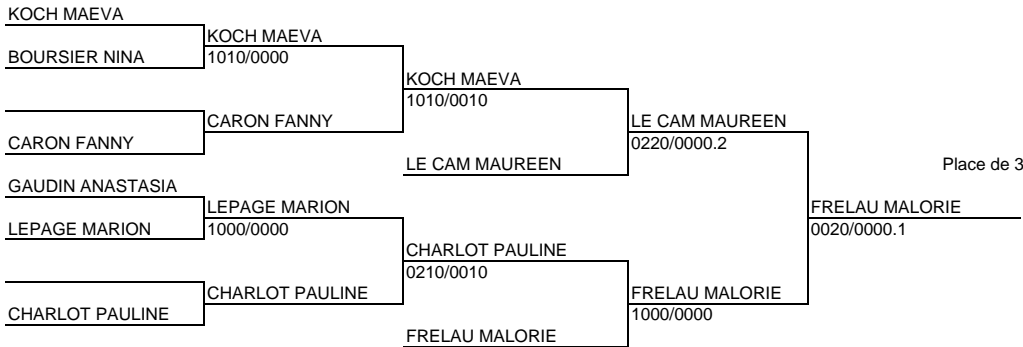 KOCH MAEVA
KOCH MAEVA
BOURSIER NINA
1010/0000
KOCH MAEVA
1010/0010
CARON FANNY
LE CAM MAUREEN
CARON FANNY
0220/0000.2
LE CAM MAUREEN
Place de 3
GAUDIN ANASTASIA
LEPAGE MARION
FRELAU MALORIE
LEPAGE MARION
1000/0000
0020/0000.1
CHARLOT PAULINE
0210/0010
CHARLOT PAULINE
FRELAU MALORIE
CHARLOT PAULINE
1000/0000
FRELAU MALORIE